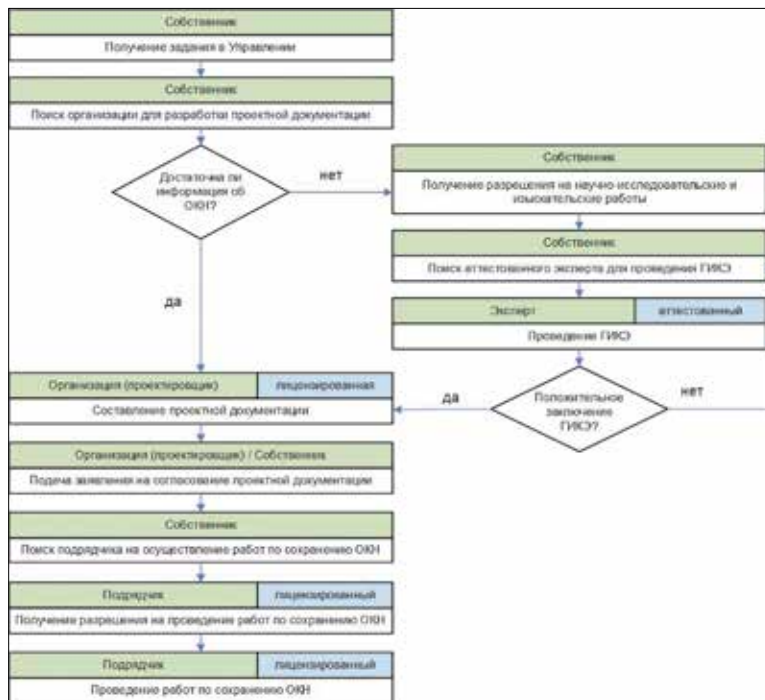 Собственник
Получение задания в Управлении
Собственник
Поиск организации для разработки проектной документации
Достаточна ли
информация об
ОКН?
нет
да
Собственник
Получение разрешения на научно-исследовательские и
изыскательские работы
Собственник
Поиск аттестованного эксперта для проведения ГИКЭ
Эксперт
аттестованный
Проведение ГИКЭ
Положительное
заключение
ГИКЭ?
да
нет
Организация (проектировщик)
лицензированная
Составление проектной документации
Организация (проектировщик) / Собственник
Подача заявления на согласование проектной документации
Собственник
Поиск подрядчика на осуществление работ по сохранению ОКН
Подрядчик
лицензированный
Получение разрешения на проведение работ по сохранению ОКН
Подрядчик
лицензированный
Проведение работ по сохранению ОКН